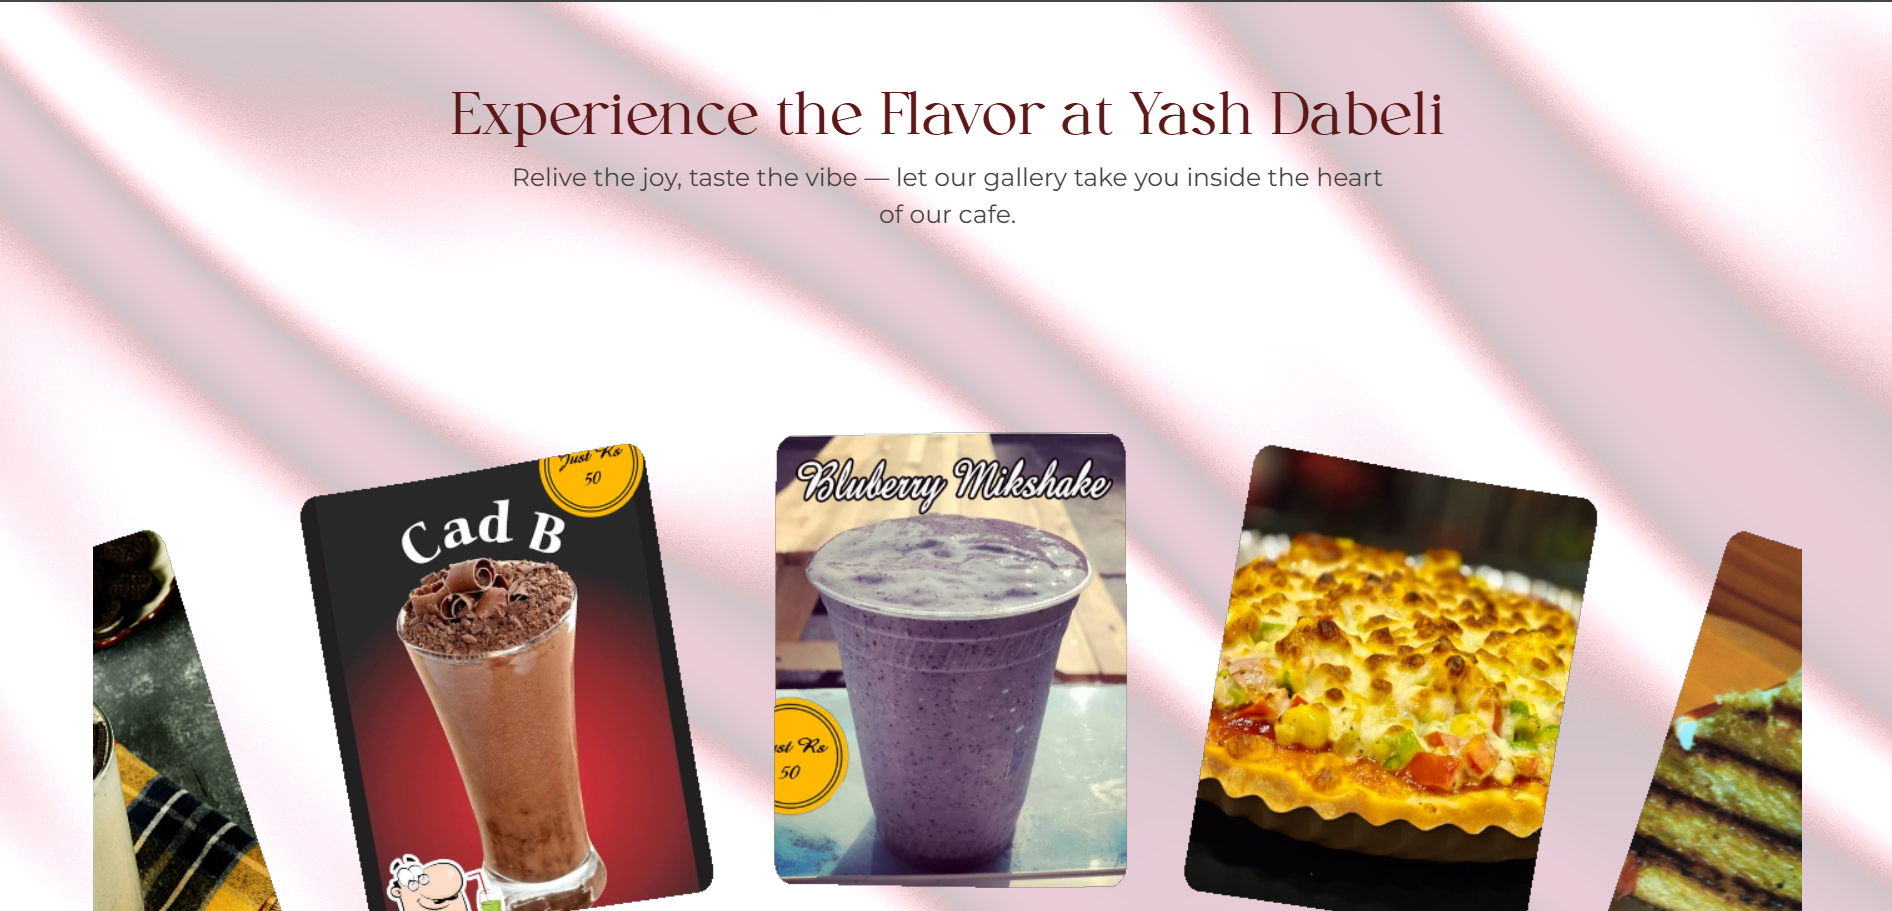 Experience the Flavor at Yash Dabeli
Relive the joy, taste the vibe — let our gallery take you inside the heart
of our cafe.
Just Rs
50
Cad B
Bluberry Mikshake
Rs
50